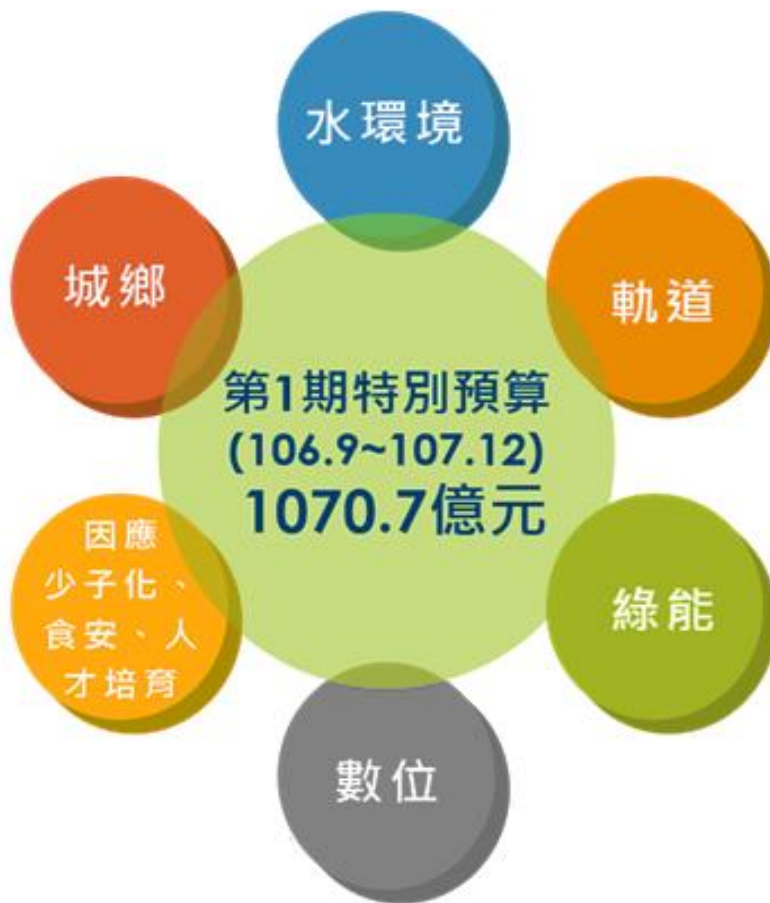 水環境
城鄉
軌道
第1期特別預算
(106.9~107.12)
1070.7億元
因應
少子化、
食安、人
才培育
綠能
數位